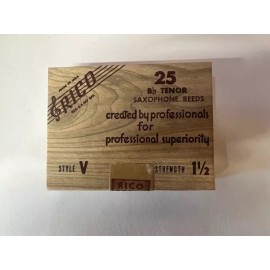 RICO
25
B♭ TENOR
SAXOPHONE REEDS
created by professionals
for
professional superiority
STYLE V
STRENGTH 1½
RICO